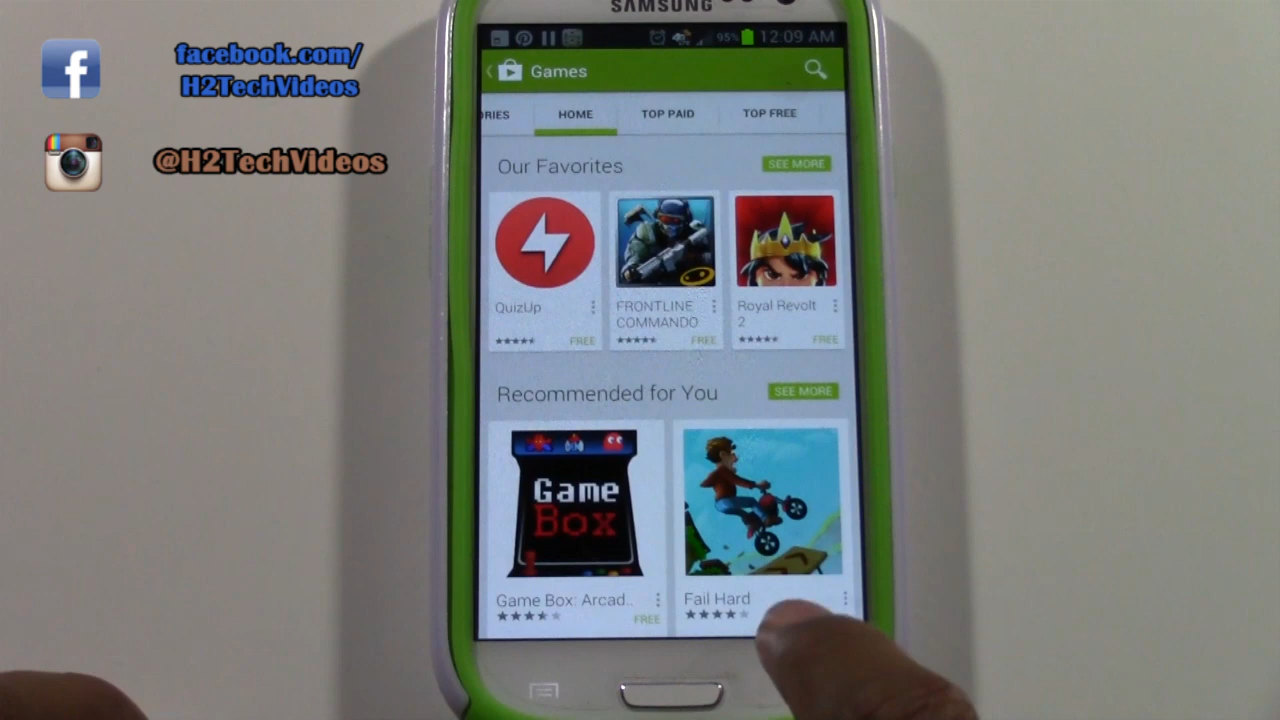 SAMSUNG
facebook.com/
H2TechVideos
@H2TechVideos
95% 12:09 AM
Games
ORIES HOME TOP PAID TOP FREE
Our Favorites SEE MORE
QuizUp
FREE
FRONTLINE
COMMANDO
FREE
Royal Revolt
2
FREE
Recommended for You SEE MORE
Game
Box
Game Box: Arcad..
FREE
Fail Hard